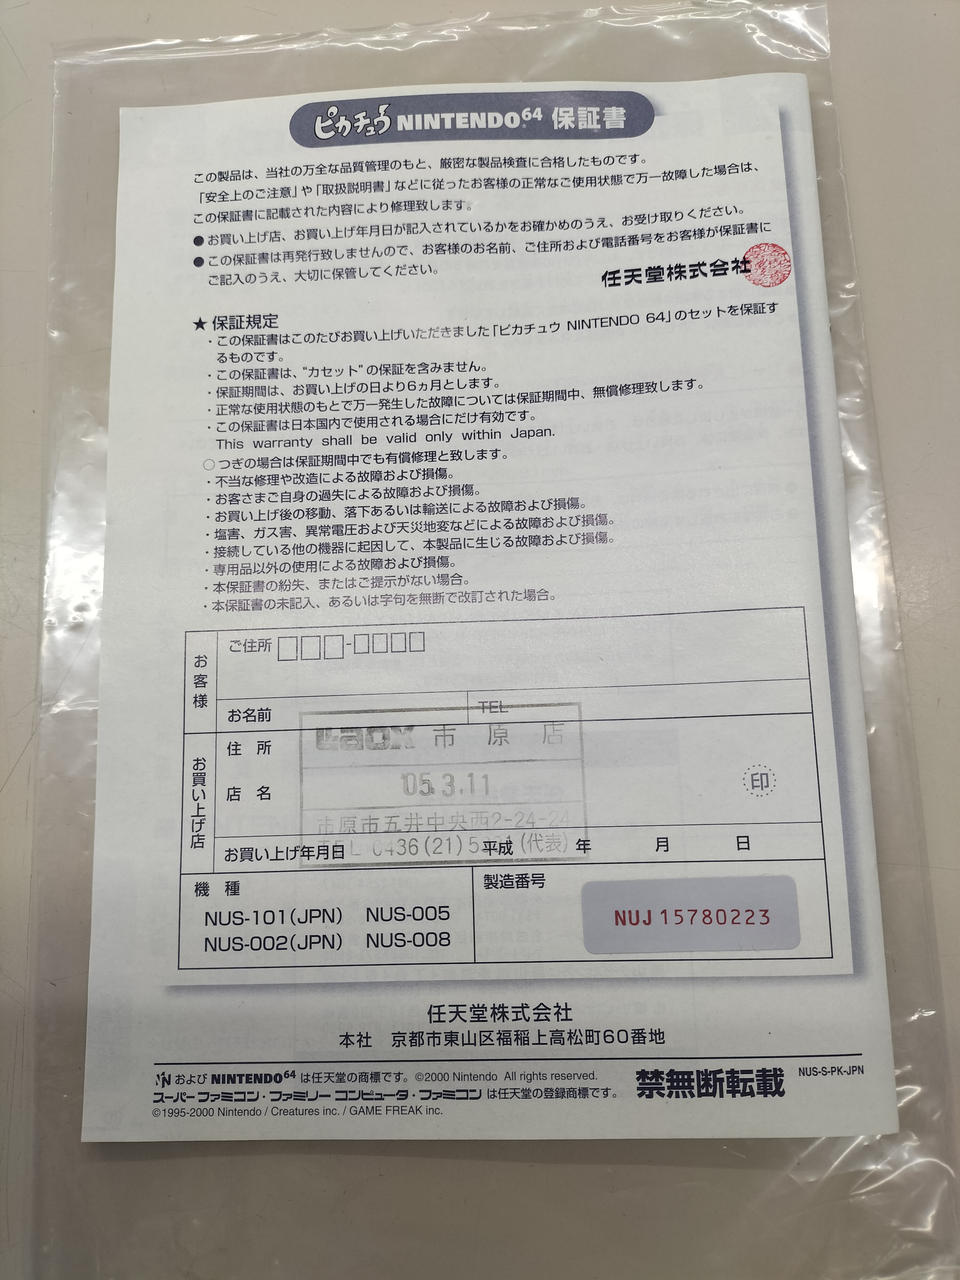 ピカチュウ NINTENDO64 保証書
この製品は、当社の万全な品質管理のもと、厳密な製品検査に合格したものです。
「安全上のご注意」や「取扱説明書」などに従ったお客様の正常なご使用状態で万一故障した場合は、
この保証書に記載された内容により修理致します。
●お買い上げ店、お買い上げ年月日が記入されているかをお確かめのうえ、お受け取りください。
●この保証書は再発行致しませんので、お客様のお名前、ご住所および電話番号をお客様が保証書に
ご記入のうえ、大切に保管してください。
任天堂株式会社
★保証規定
・この保証書はこのたびお買い上げいただきました「ピカチュウ NINTENDO 64」のセットを保証す
るものです。
・この保証書は、“カセット”の保証を含みません。
・保証期間は、お買い上げの日より6ヵ月とします。
・正常な使用状態のもとで万一発生した故障については保証期間中、無償修理致します。
・この保証書は日本国内で使用される場合にだけ有効です。
This warranty shall be valid only within Japan.
○つぎの場合は保証期間中でも有償修理と致します。
・不当な修理や改造による故障および損傷。
・お客さまご自身の過失による故障および損傷。
・お買い上げ後の移動、落下あるいは輸送による故障および損傷。
・塩害、ガス害、異常電圧および天災地変などによる故障および損傷。
・接続している他の機器に起因して、本製品に生じる故障および損傷。
・専用品以外の使用による故障および損傷。
・本保証書の紛失、またはご提示がない場合。
・本保証書の未記入、あるいは字句を無断で改訂された場合。
お客様
ご住所 □□□-□□□□
お名前 TEL
お買い上げ店
住所
Laox 市原店
店名 '05.3.11 印
市原市五井中央西2-24-24
TEL 0436(21) (代表)
お買い上げ年月日 平成 年 月 日
機種 製造番号
NUS-101(JPN) NUS-005
NUS-002(JPN) NUS-008
NUJ 15780223
任天堂株式会社
本社 京都市東山区福稲上高松町60番地
および NINTENDO64 は任天堂の商標です。©2000 Nintendo All rights reserved.
スーパーファミコン・ファミリー コンピュータ・ファミコン は任天堂の登録商標です。
©1995-2000 Nintendo / Creatures inc. / GAME FREAK inc.
禁無断転載
NUS-S-PK-JPN